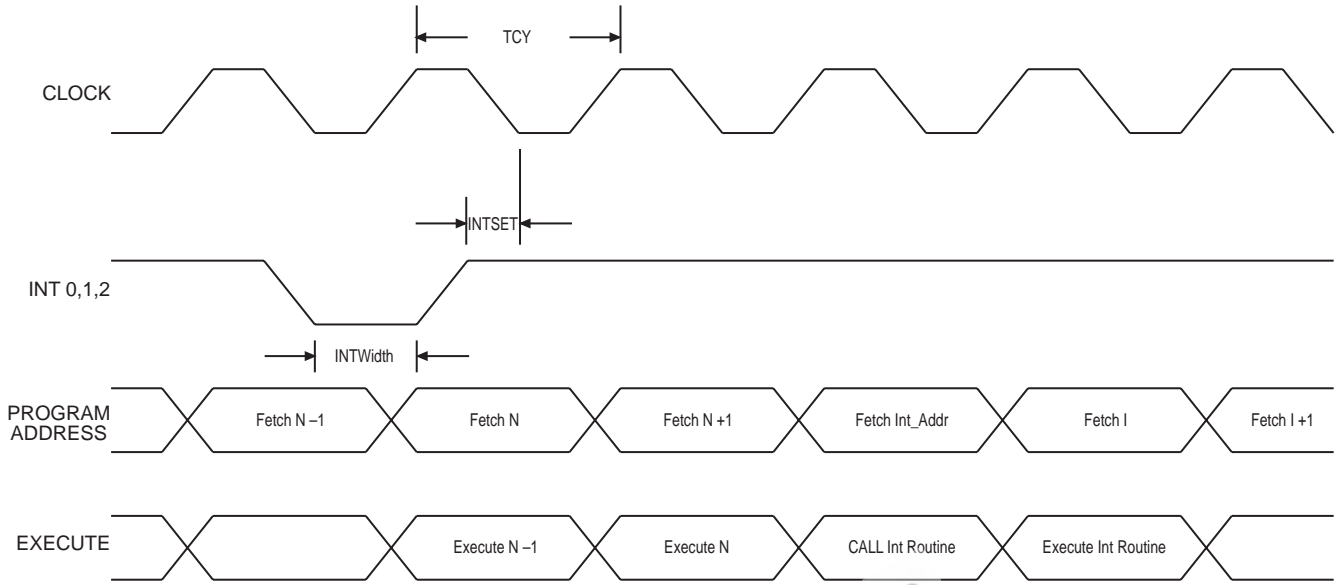 TCY
CLOCK
INTSET
INT 0,1,2
INTWidth
PROGRAM
ADDRESS
Fetch N –1
Fetch N
Fetch N +1
Fetch Int_Addr
Fetch I
Fetch I +1
EXECUTE
Execute N –1
Execute N
CALL Int Routine
Execute Int Routine